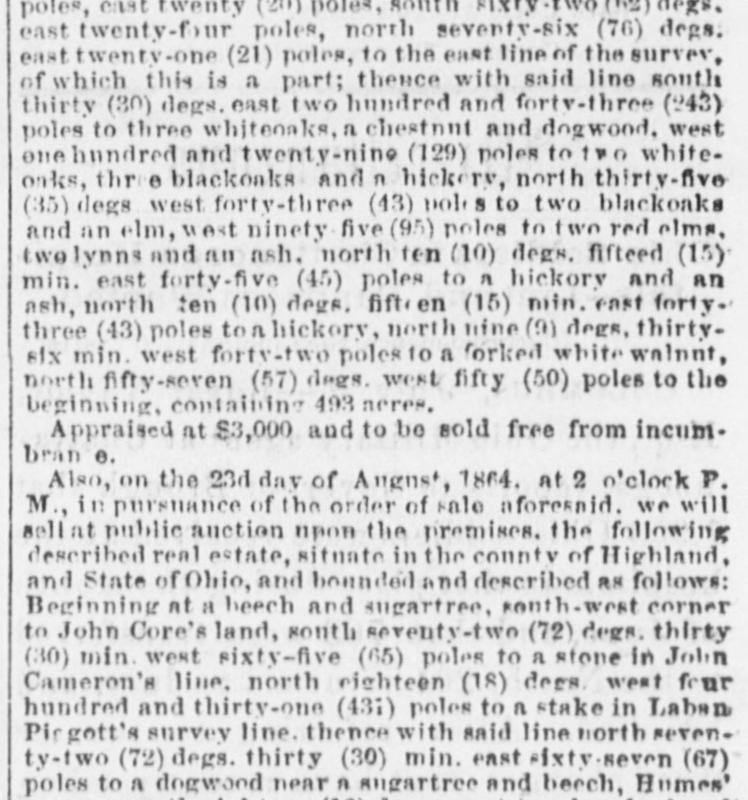 poles, east twenty (20) poles, south sixty-two (62) degs.
east twenty-four poles, north seventy-six (76) degs.
east twenty-one (21) poles, to the east line of the survey,
of which this is a part; thence with said line south
thirty (30) degs. east two hundred and forty-three (243)
poles to three whiteoaks, a chestnut and dogwood, west
one hundred and twenty-nine (129) poles to two white-
oaks, three blackoaks and a hickory, north thirty-five
(35) degs west forty-three (43) poles to two blackoaks
and an elm, west ninety five (95) poles to two red elms,
two lynns and an ash, north ten (10) degs. fifteed (15)
min. east forty-five (45) poles to a hickory and an
ash, north ten (10) degs. fifteen (15) min. east forty-
three (43) poles to a hickory, north nine (9) degs, thirty-
six min. west forty-two poles to a forked white walnnt,
north fifty-seven (57) degs. west fifty (50) poles to the
beginning, containing 493 acres.
Appraised at $3,000 and to be sold free from incum-
bran e.
Also, on the 23d day of August, 1864, at 2 o'clock P.
M., in pursuance of the order of sale aforesaid, we will
sell at public auction upon the premises, the following
described real estate, situate in the county of Highland,
and State of Ohio, and bounded and described as follows:
Beginning at a beech and sugartree, south-west corner
to John Core's land, south seventy-two (72) degs. thirty
(30) min. west sixty-five (65) poles to a stone in John
Cameron's line, north eighteen (18) degs. west four
hundred and thirty-one (431) poles to a stake in Laban
Piggott's survey line, thence with said line north seven-
ty-two (72) degs. thirty (30) min. east sixty-seven (67)
poles to a dogwood near a sugartree and beech, Humes'